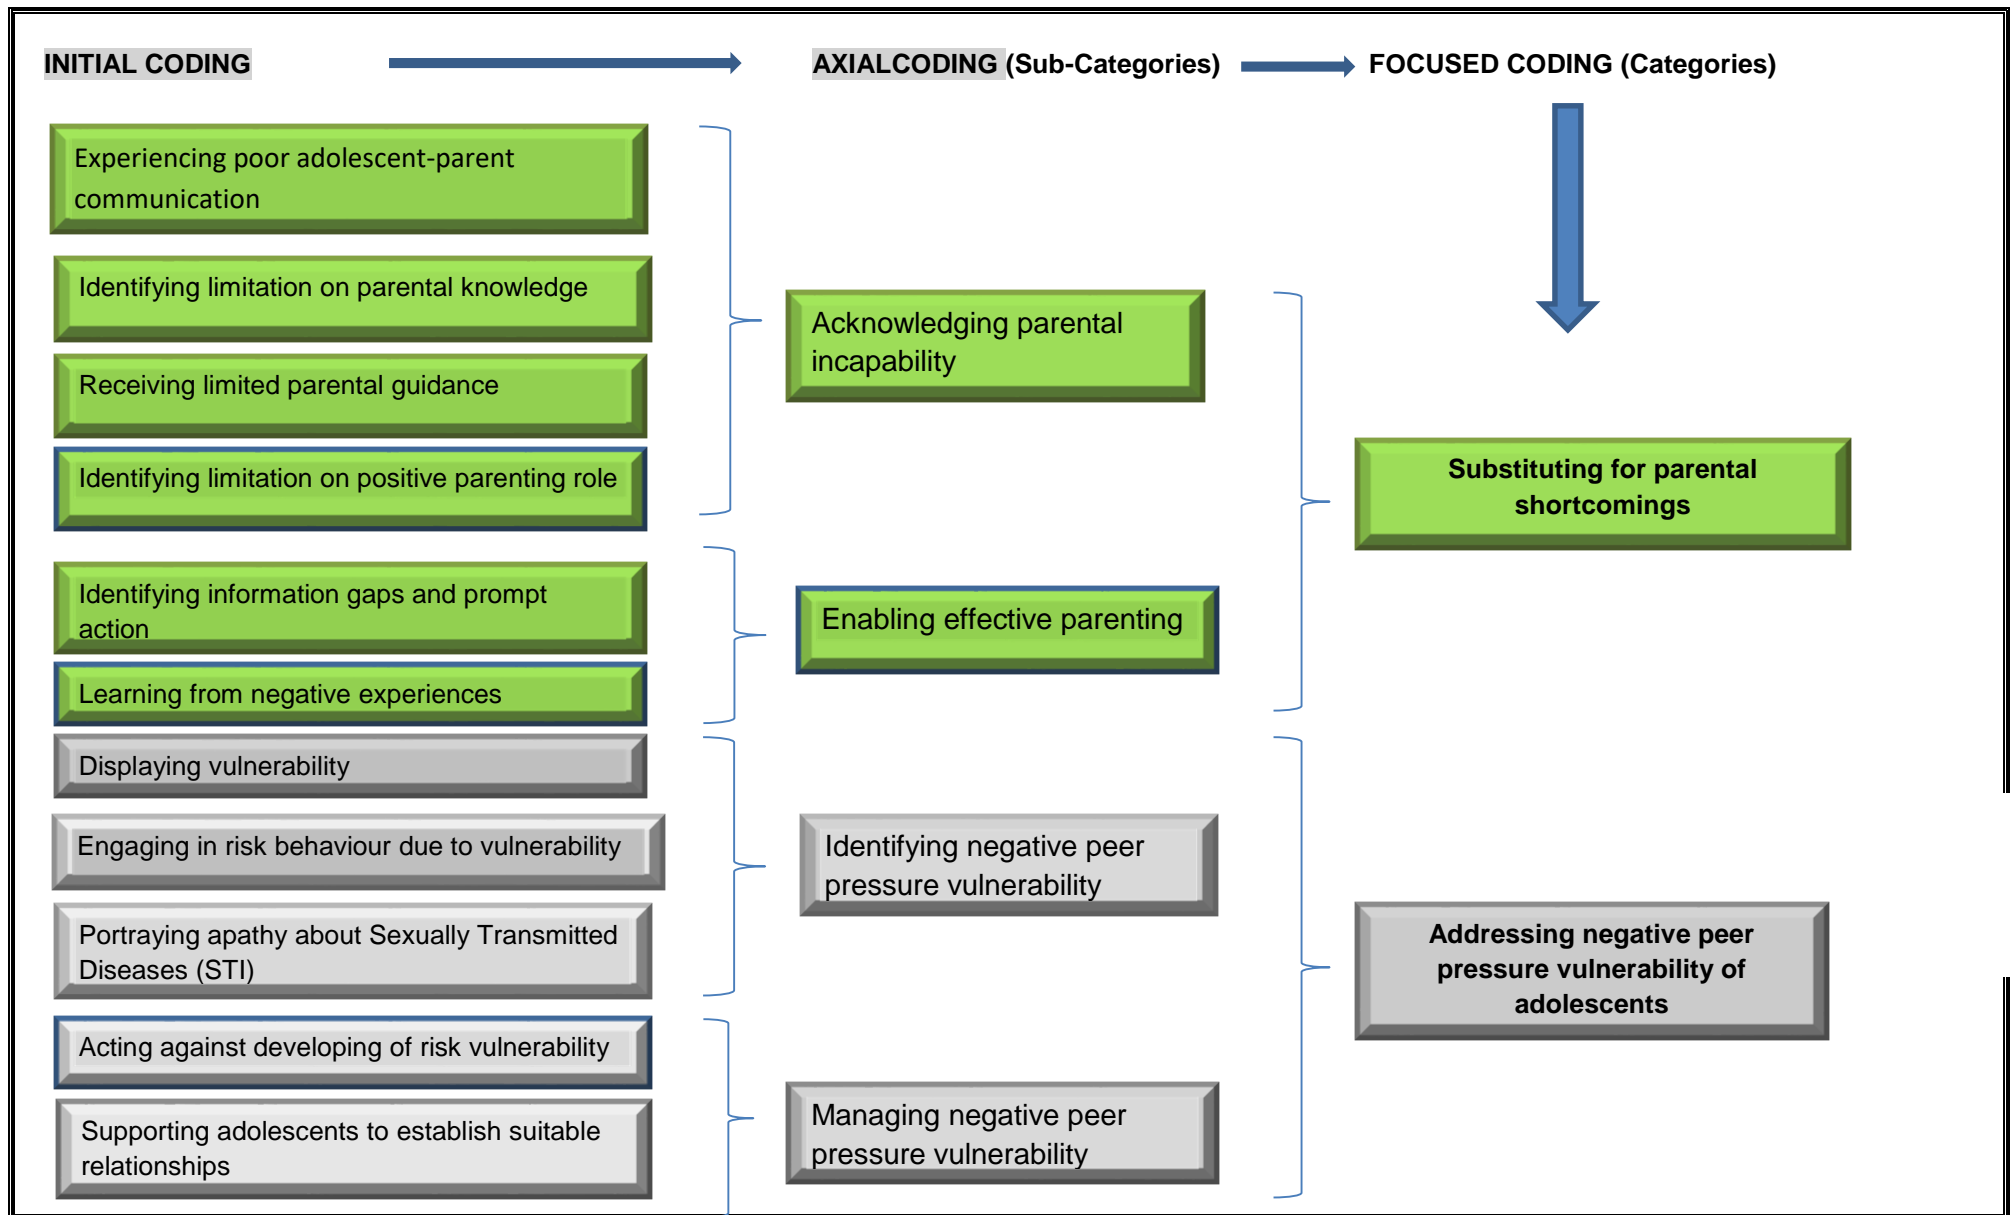 INITIAL CODING
AXIALCODING (Sub-Categories)
FOCUSED CODING (Categories)
Experiencing poor adolescent-parent
communication
Identifying limitation on parental knowledge
Receiving limited parental guidance
Identifying limitation on positive parenting role
Identifying information gaps and prompt
action
Learning from negative experiences
Displaying vulnerability
Engaging in risk behaviour due to vulnerability
Portraying apathy about Sexually Transmitted
Diseases (STI)
Acting against developing of risk vulnerability
Supporting adolescents to establish suitable
relationships
Acknowledging parental
incapability
Enabling effective parenting
Identifying negative peer
pressure vulnerability
Managing negative peer
pressure vulnerability
Substituting for parental
shortcomings
Addressing negative peer
pressure vulnerability of
adolescents